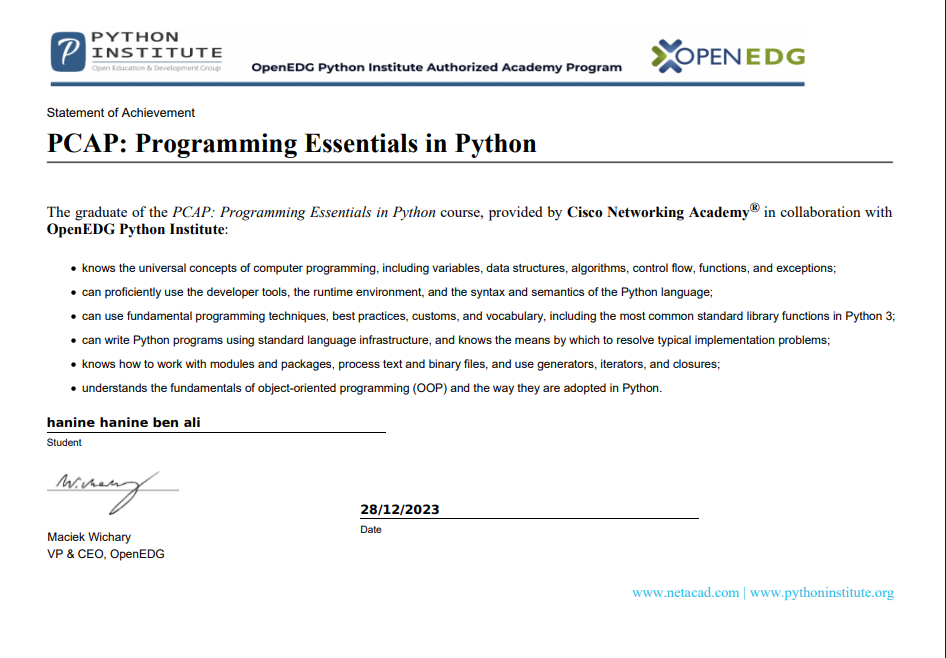 PYTHON
INSTITUTE
Open Education & Development Group
OpenEDG Python Institute Authorized Academy Program
OPENEDG
Statement of Achievement
PCAP: Programming Essentials in Python
The graduate of the PCAP: Programming Essentials in Python course, provided by Cisco Networking Academy® in collaboration with
OpenEDG Python Institute:
• knows the universal concepts of computer programming, including variables, data structures, algorithms, control flow, functions, and exceptions;
• can proficiently use the developer tools, the runtime environment, and the syntax and semantics of the Python language;
• can use fundamental programming techniques, best practices, customs, and vocabulary, including the most common standard library functions in Python 3;
• can write Python programs using standard language infrastructure, and knows the means by which to resolve typical implementation problems;
• knows how to work with modules and packages, process text and binary files, and use generators, iterators, and closures;
• understands the fundamentals of object-oriented programming (OOP) and the way they are adopted in Python.
hanine hanine ben ali
Student
W.chary
28/12/2023
Date
Maciek Wichary
VP & CEO, OpenEDG
www.netacad.com | www.pythoninstitute.org